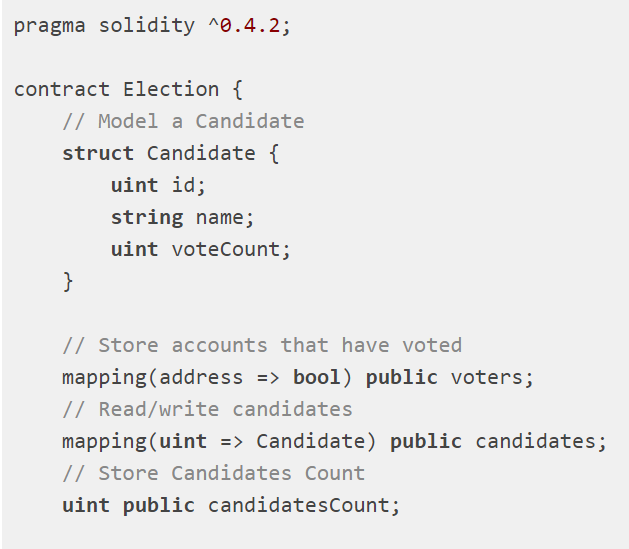 pragma solidity ^0.4.2;
contract Election {
// Model a Candidate
struct Candidate {
uint id;
string name;
uint voteCount;
}
// Store accounts that have voted
mapping(address => bool) public voters;
// Read/write candidates
mapping(uint => Candidate) public candidates;
// Store Candidates Count
uint public candidatesCount;